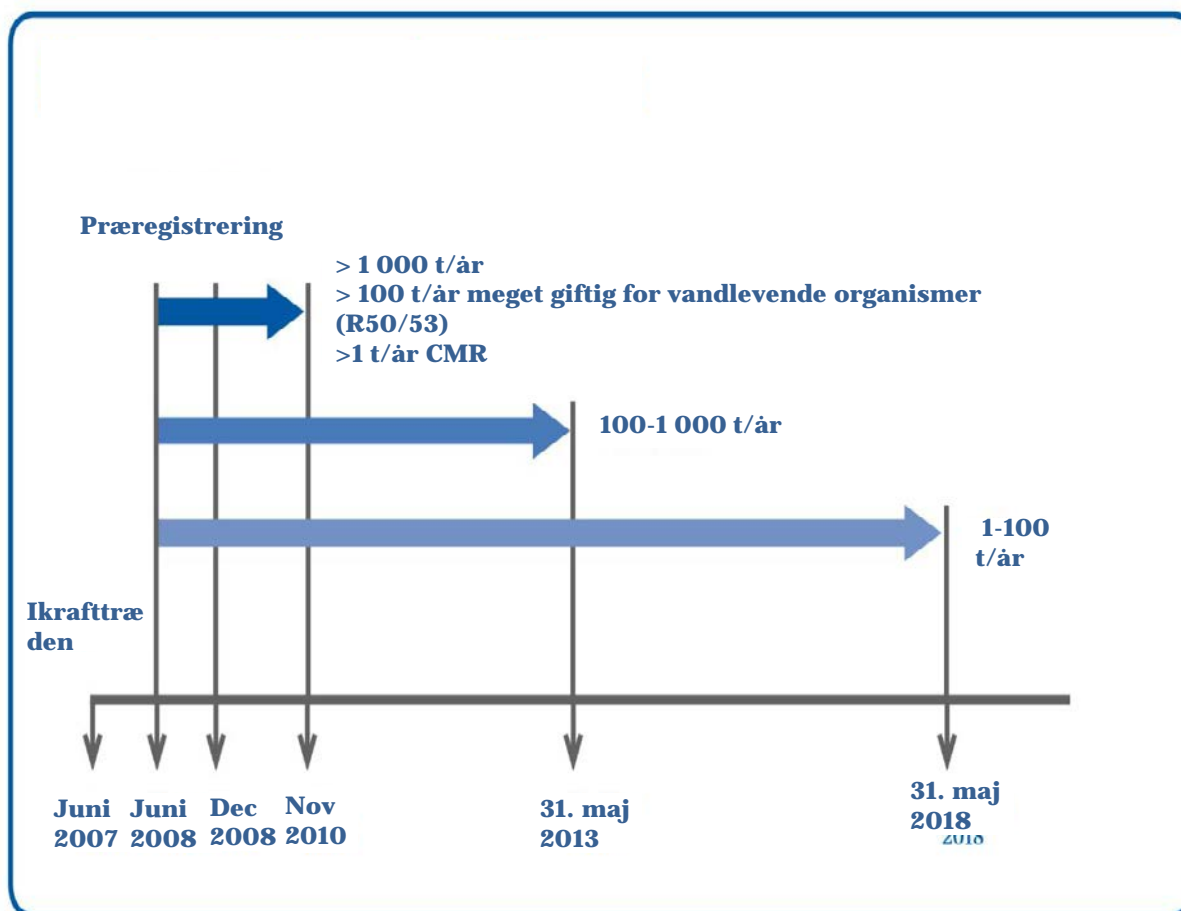 Præregistrering
> 1 000 t/år
> 100 t/år meget giftig for vandlevende organismer
(R50/53)
>1 t/år CMR
100-1 000 t/år
1-100
t/år
Ikrafttræ
den
Juni
2007
Juni
2008
Dec
2008
Nov
2010
31. maj
2013
31. maj
2018
2018